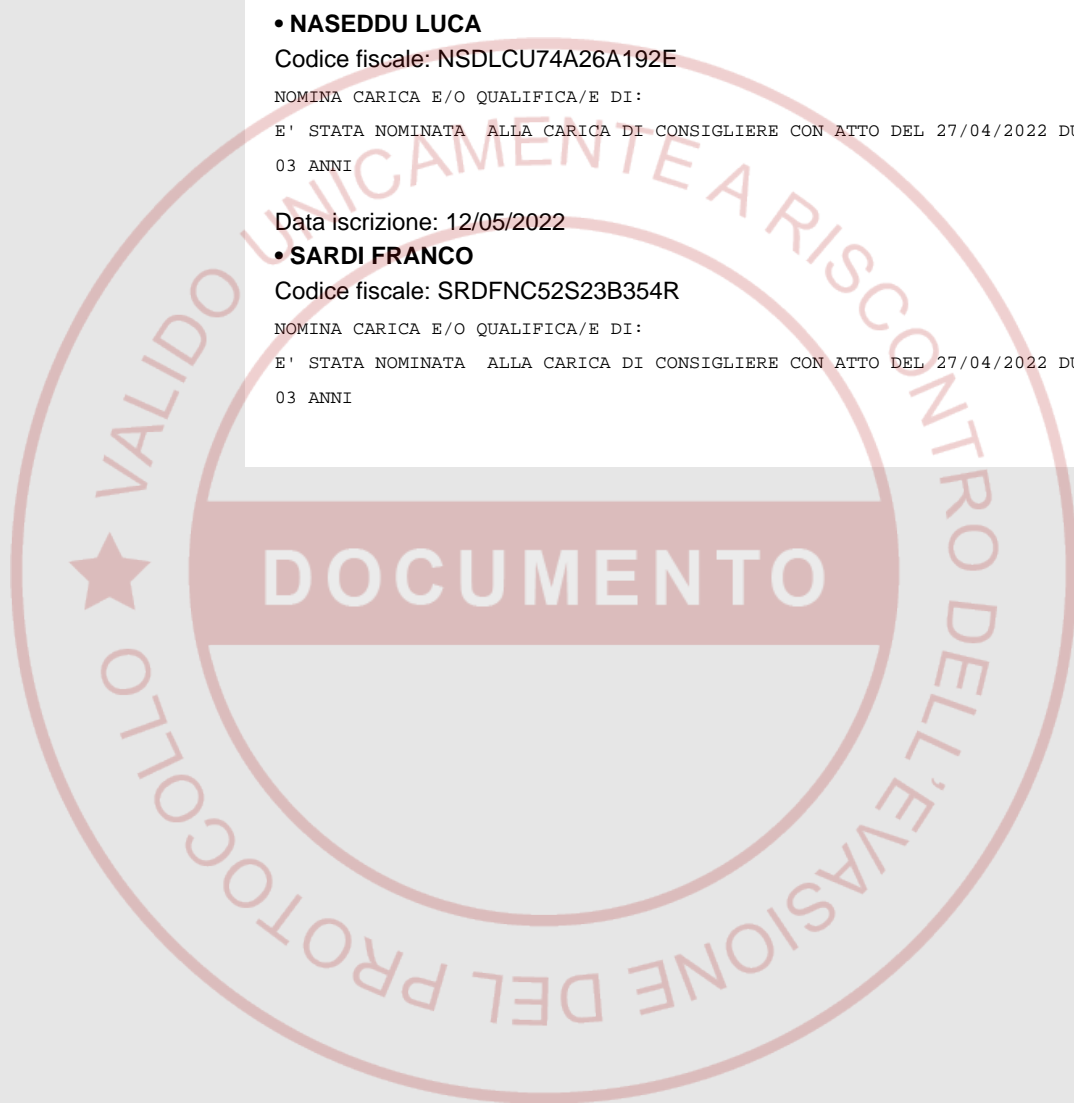 • NASEDDU LUCA
Codice fiscale: NSDLCU74A26A192E
NOMINA CARICA E/O QUALIFICA/E DI:
E' STATA NOMINATA ALLA CARICA DI CONSIGLIERE CON ATTO DEL 27/04/2022
03 ANNI
Data iscrizione: 12/05/2022
• SARDI FRANCO
Codice fiscale: SRDFNC52S23B354R
NOMINA CARICA E/O QUALIFICA/E DI:
E' STATA NOMINATA ALLA CARICA DI CONSIGLIERE CON ATTO DEL 27/04/2022
03 ANNI
VALIDO UNICAMENTE A RISCONTRO DELL'EVASIONE DEL PROTOCOLLO
DOCUMENTO